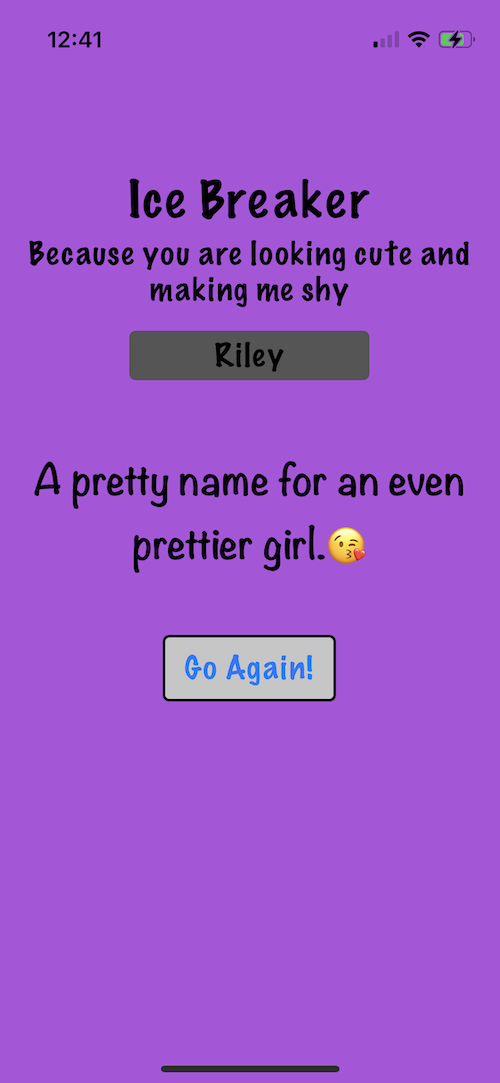 12:41
Ice Breaker
Because you are looking cute and
making me shy
Riley
A pretty name for an even
prettier girl.😘
Go Again!